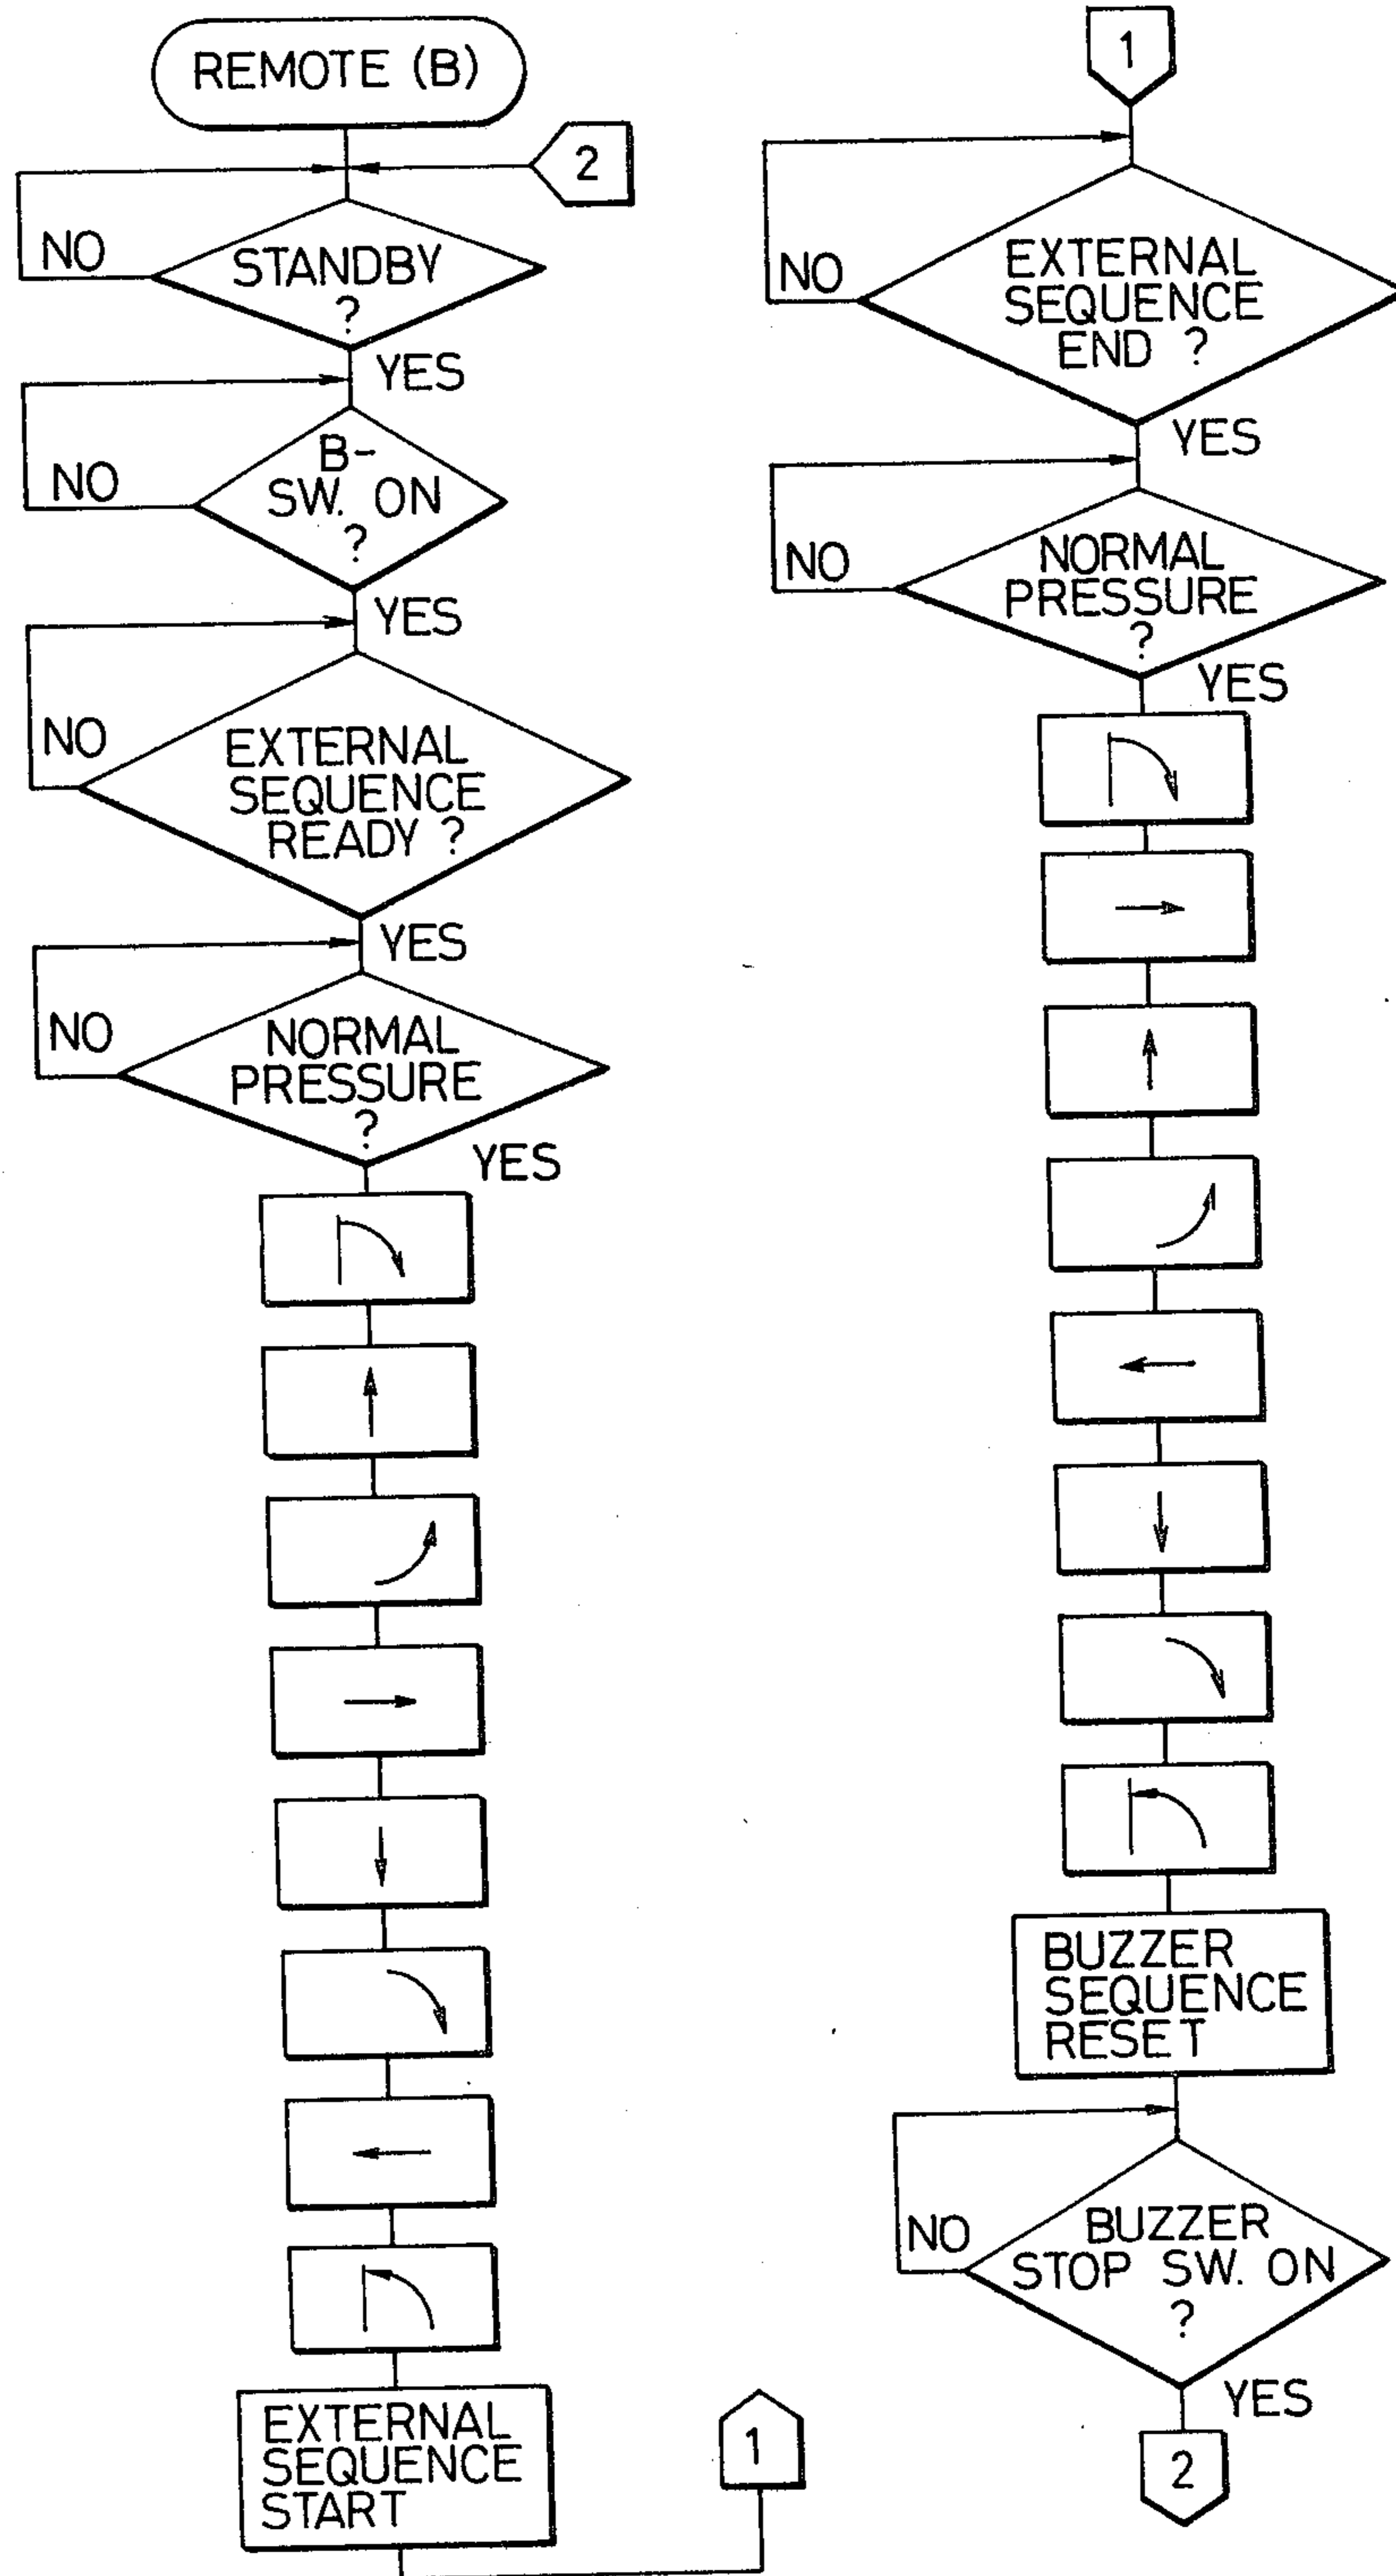 REMOTE (B)
2
NO
STANDBY
?
YES
NO
B-
SW. ON
?
YES
NO
EXTERNAL
SEQUENCE
READY ?
YES
NO
NORMAL
PRESSURE
?
YES
EXTERNAL
SEQUENCE
START
1
1
NO
EXTERNAL
SEQUENCE
END ?
YES
NO
NORMAL
PRESSURE
?
YES
BUZZER
SEQUENCE
RESET
NO
BUZZER
STOP SW. ON
?
YES
2